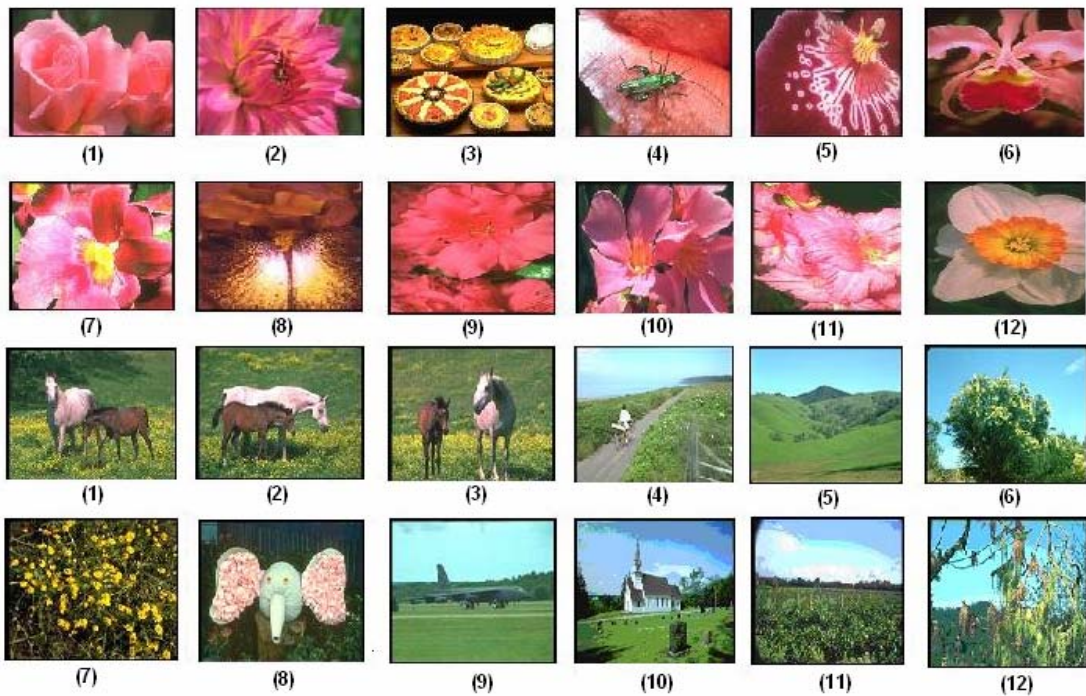 (1) (2) (3) (4) (5) (6)
(7) (8) (9) (10) (11) (12)
(1) (2) (3) (4) (5) (6)
(7) (8) (9) (10) (11) (12)